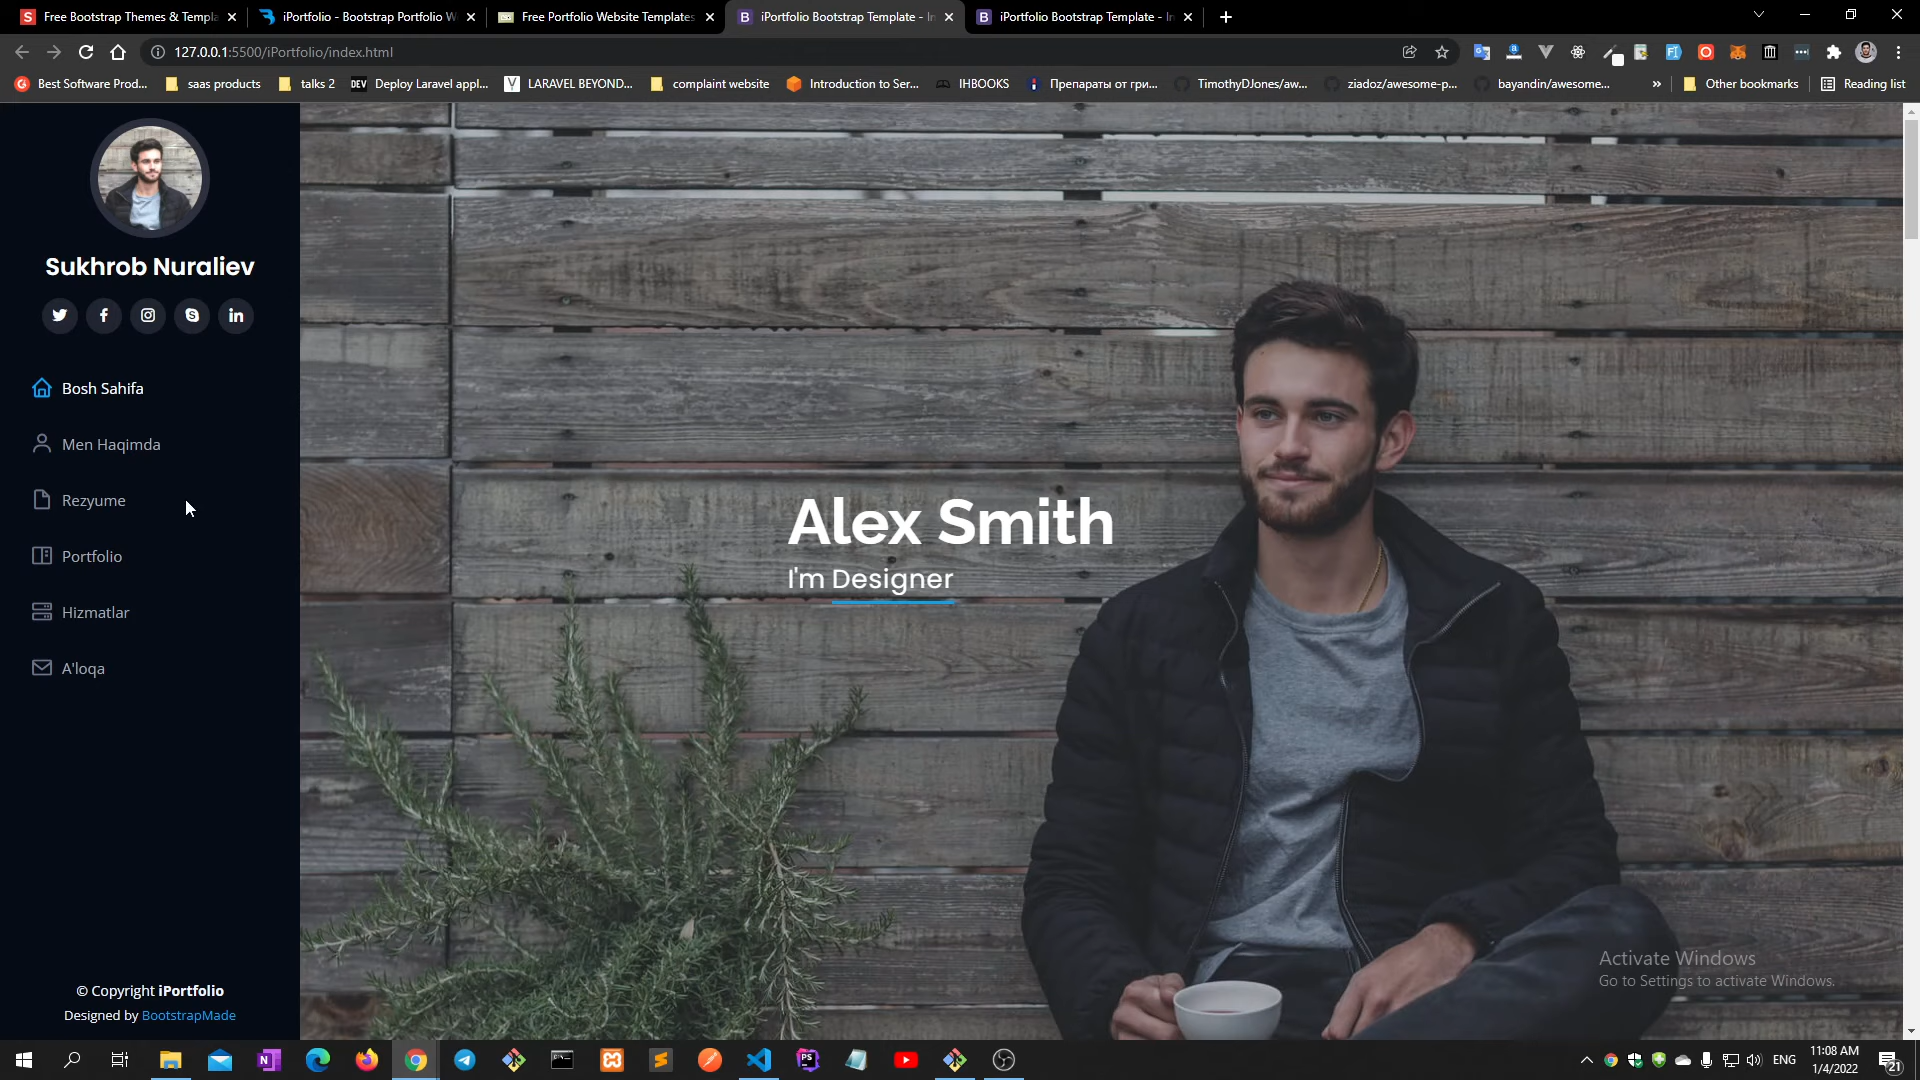 Free Bootstrap Themes & Templa
iPortfolio - Bootstrap Portfolio W
Free Portfolio Website Templates
iPortfolio Bootstrap Template - In
iPortfolio Bootstrap Template - In
127.0.0.1:5500/iPortfolio/index.html
Best Software Prod...
saas products
talks 2
DEV Deploy Laravel appl...
LARAVEL BEYOND...
complaint website
Introduction to Ser...
IHBOOKS
Препараты от гри...
TimothyDJones/aw...
ziadoz/awesome-p...
bayandin/awesome...
»
Other bookmarks
Reading list
Sukhrob Nuraliev
Bosh Sahifa
Men Haqimda
Rezyume
Portfolio
Hizmatlar
A'loqa
Alex Smith
I'm Designer
© Copyright iPortfolio
Designed by BootstrapMade
Activate Windows
Go to Settings to activate Windows.
ENG
11:08 AM
1/4/2022
21